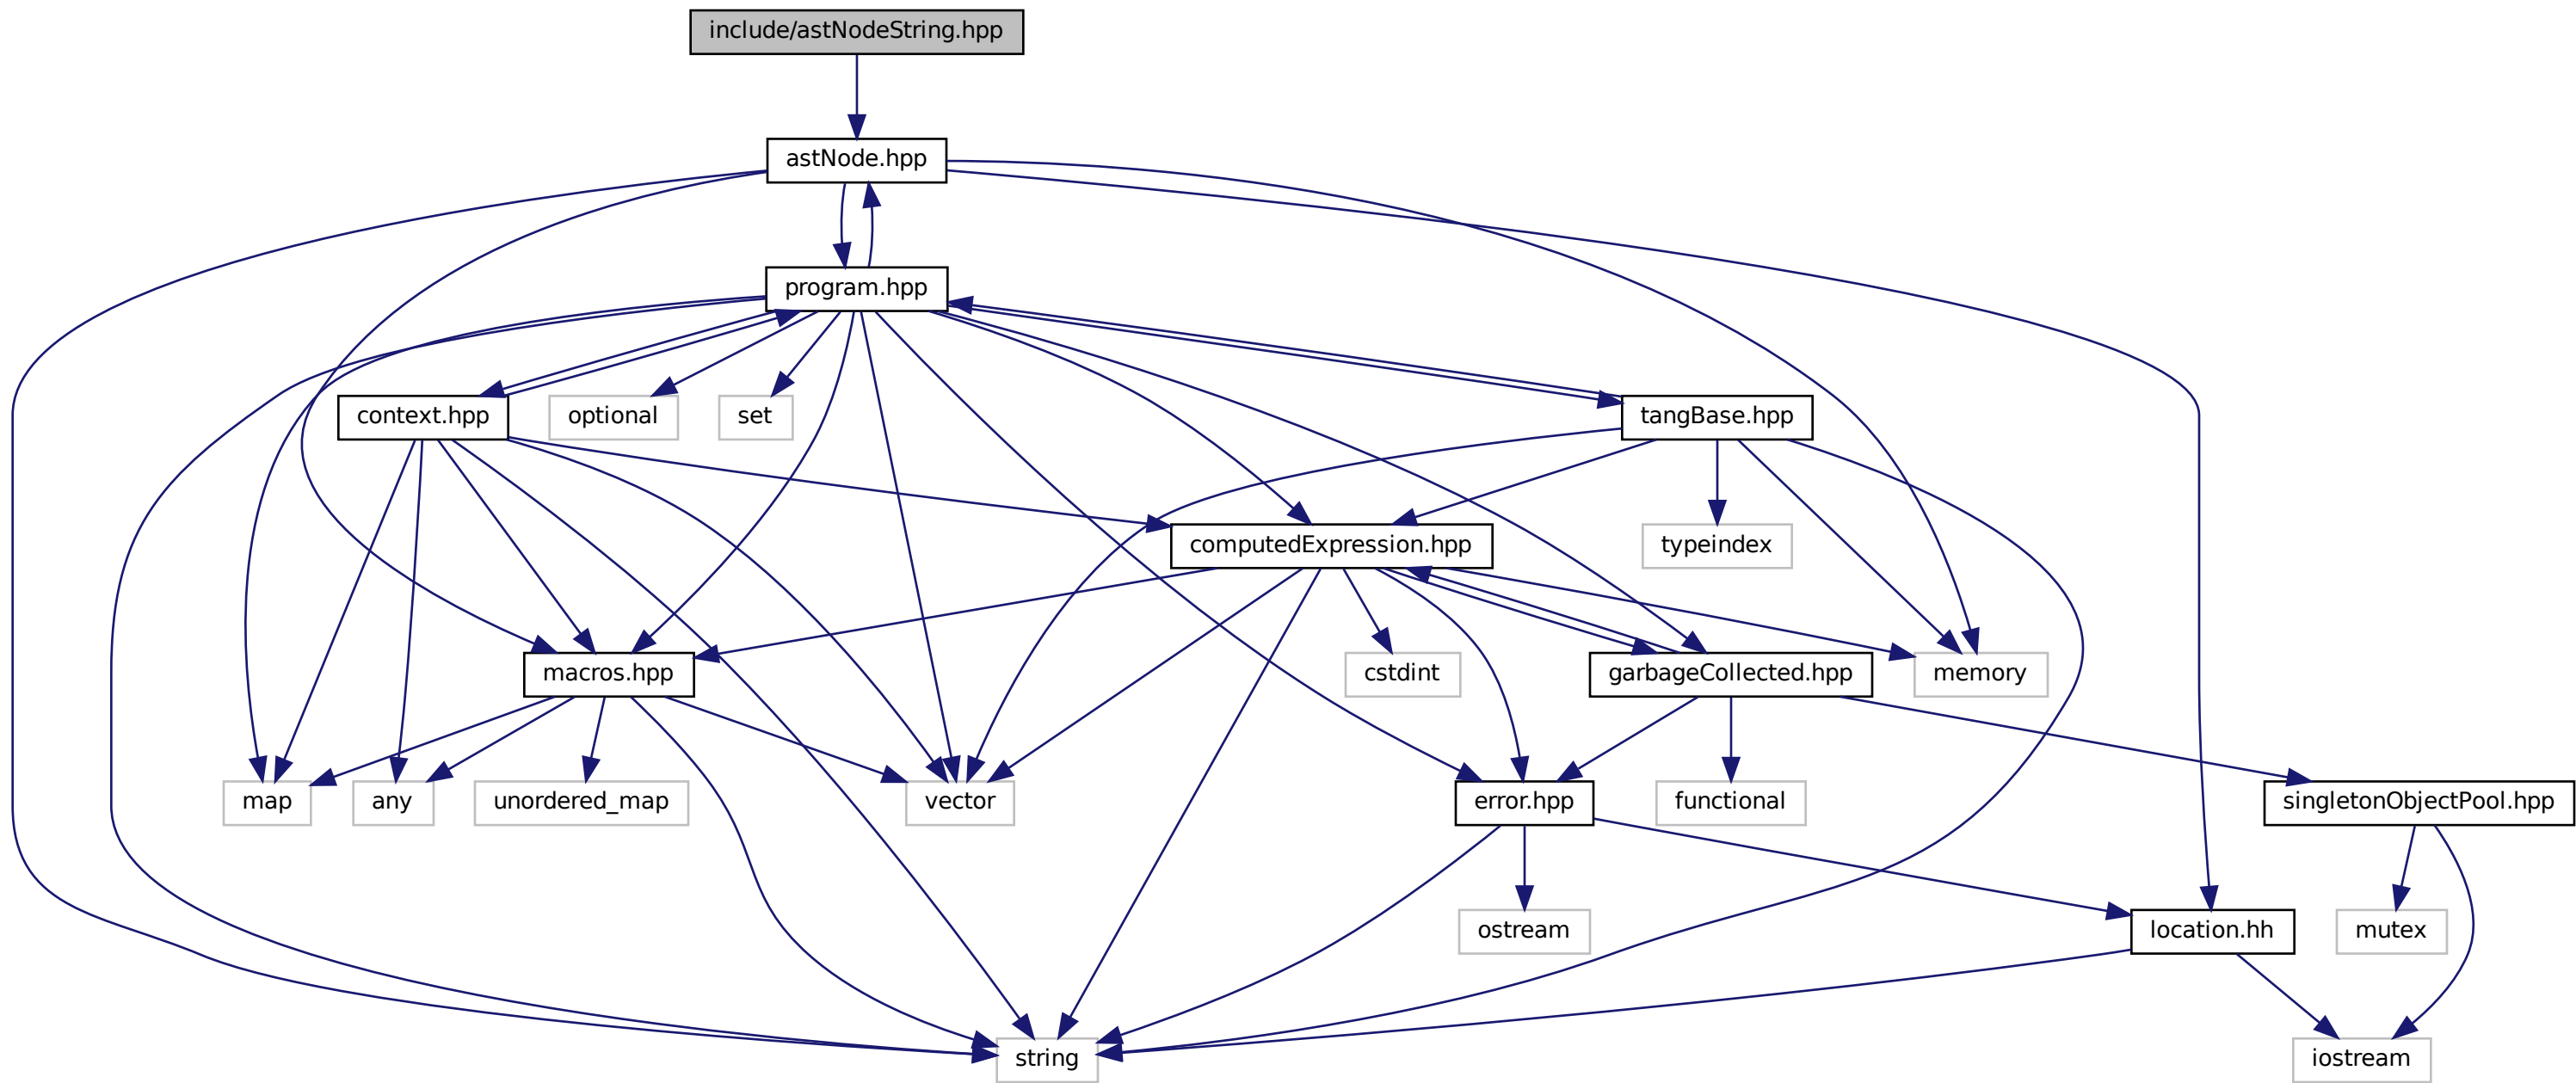 include/astNodeString.hpp
astNode.hpp
program.hpp
context.hpp
optional
set
tangBase.hpp
computedExpression.hpp
typeindex
macros.hpp
cstdint
garbageCollected.hpp
memory
map
any
unordered_map
vector
error.hpp
functional
singletonObjectPool.hpp
ostream
location.hh
mutex
string
iostream